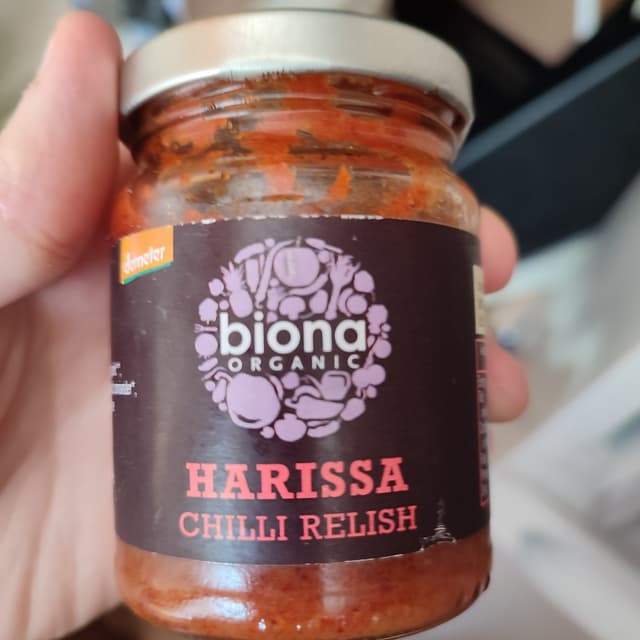 demeter
biona
ORGANIC
HARISSA
CHILLI RELISH